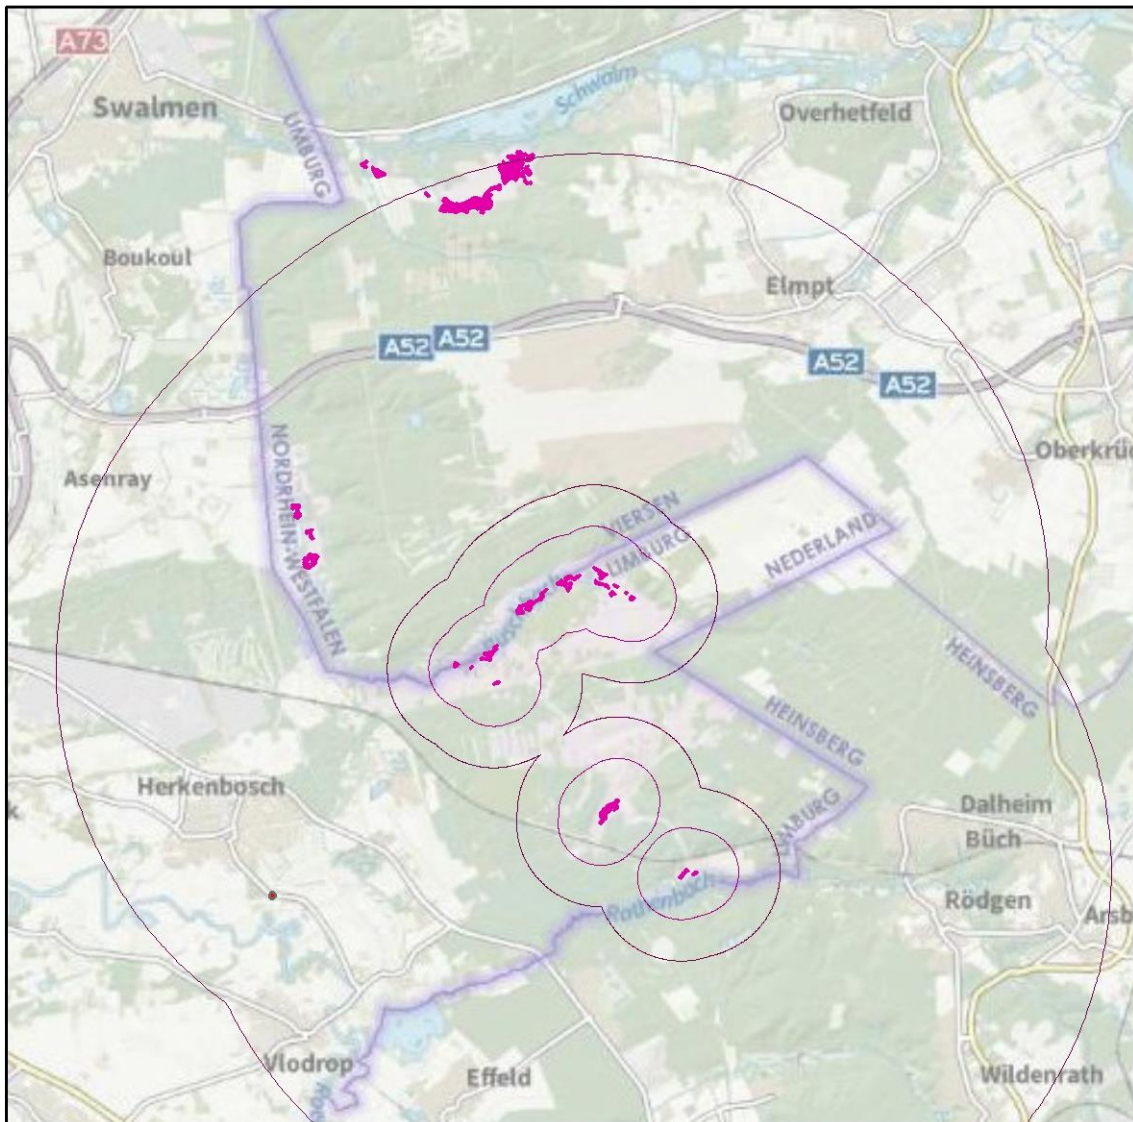 A73
Swalmen
Schwalm
Overhetfeld
LIMBURG
Boukoul
Elmpt
A52
A52
A52
A52
Asenray
NORDRHEIN-WESTFALEN
Oberkrüc
VIERSEN
LIMBURG
NEDERLAND
HEINSBERG
HEINSBERG
Herkenbosch
k
LIMBURG
Dalheim
Büch
Rothenbach
Rödgen
Arsb
Vlodrop
Effeld
Wildenrath